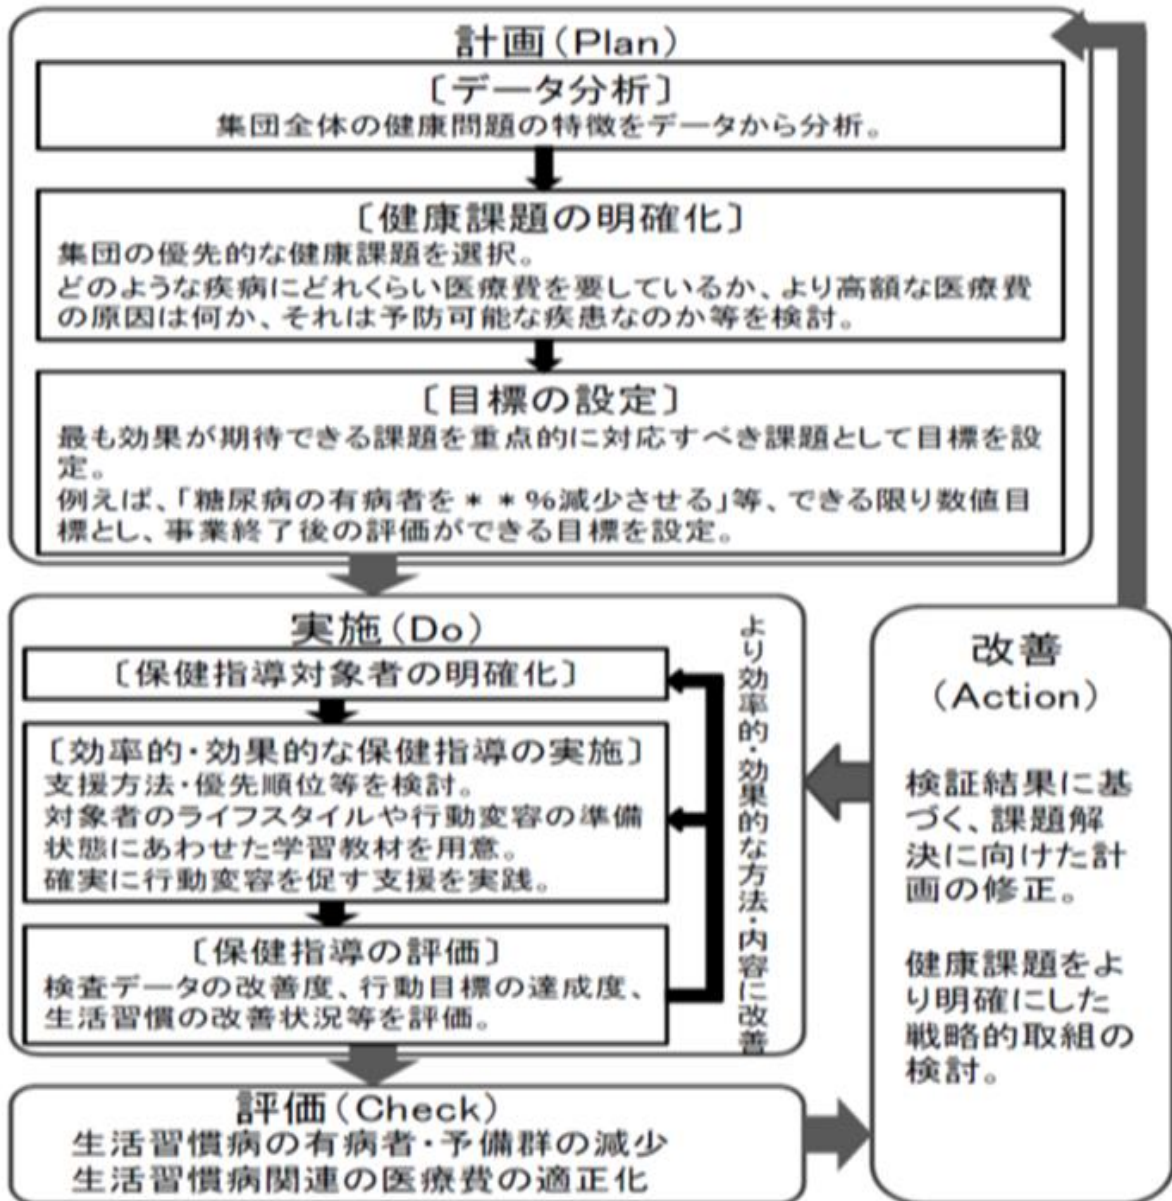 計画(Plan)
〔データ分析〕
集団全体の健康問題の特徴をデータから分析。
〔健康課題の明確化〕
集団の優先的な健康課題を選択。
どのような疾病にどれくらい医療費を要しているか、より高額な医療費
の原因は何か、それは予防可能な疾患なのか等を検討。
〔目標の設定〕
最も効果が期待できる課題を重点的に対応すべき課題として目標を設
定。
例えば、「糖尿病の有病者を**%減少させる」等、できる限り数値目
標とし、事業終了後の評価ができる目標を設定。
実施(Do)
〔保健指導対象者の明確化〕
〔効率的・効果的な保健指導の実施〕
支援方法・優先順位等を検討。
対象者のライフスタイルや行動変容の準備
状態にあわせた学習教材を用意。
確実に行動変容を促す支援を実践。
〔保健指導の評価〕
検査データの改善度、行動目標の達成度、
生活習慣の改善状況等を評価。
より効率的・効果的な方法・内容に改善
評価(Check)
生活習慣病の有病者・予備群の減少
生活習慣病関連の医療費の適正化
改善
(Action)
検証結果に基
づく、課題解
決に向けた計
画の修正。
健康課題をよ
り明確にした
戦略的取組の
検討。